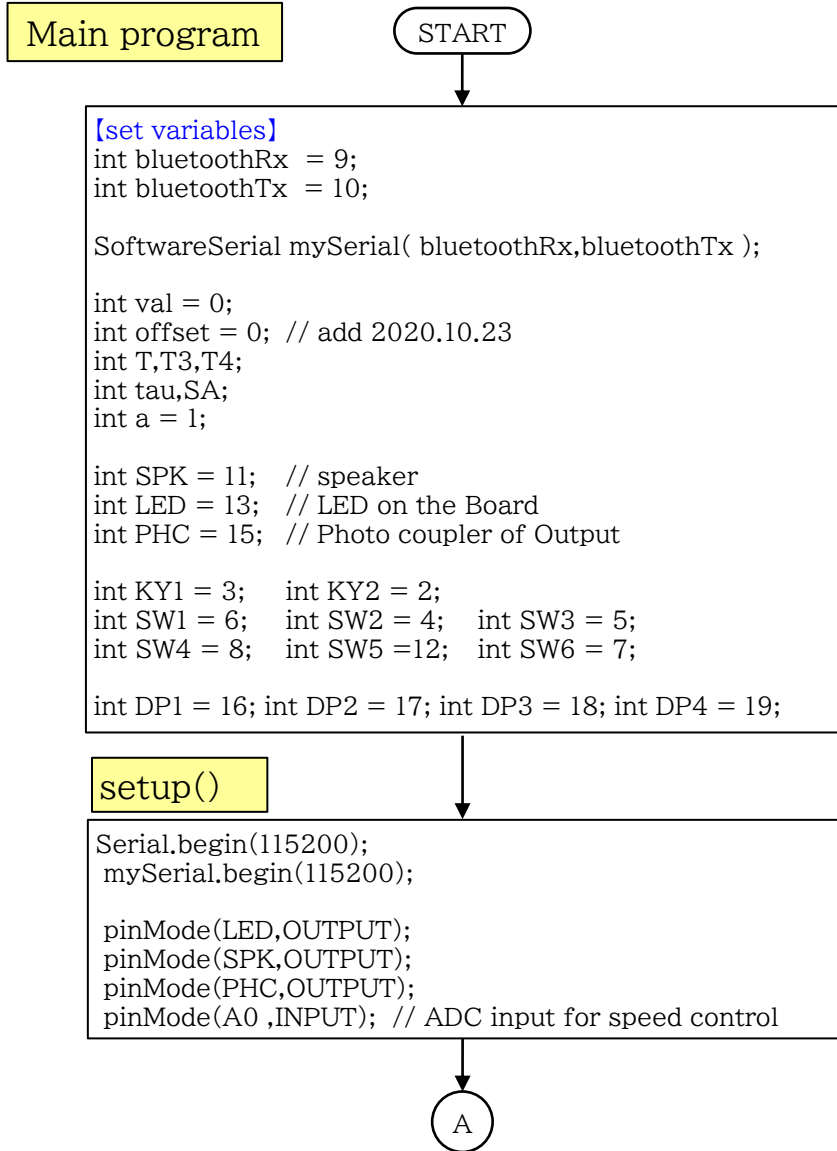 Main program
START
【set variables】
int bluetoothRx  = 9;
int bluetoothTx  = 10;
SoftwareSerial mySerial( bluetoothRx,bluetoothTx );
int val = 0;
int offset = 0;  // add 2020.10.23
int T,T3,T4;
int tau,SA;
int a = 1;
int SPK = 11;   // speaker
int LED = 13;   // LED on the Board
int PHC = 15;   // Photo coupler of Output
int KY1 = 3;    int KY2 = 2;
int SW1 = 6;    int SW2 = 4;    int SW3 = 5;
int SW4 = 8;    int SW5 =12;   int SW6 = 7;
int DP1 = 16; int DP2 = 17; int DP3 = 18; int DP4 = 19;
setup()
Serial.begin(115200);
mySerial.begin(115200);
pinMode(LED,OUTPUT);
pinMode(SPK,OUTPUT);
pinMode(PHC,OUTPUT);
pinMode(A0 ,INPUT);  // ADC input for speed control
A